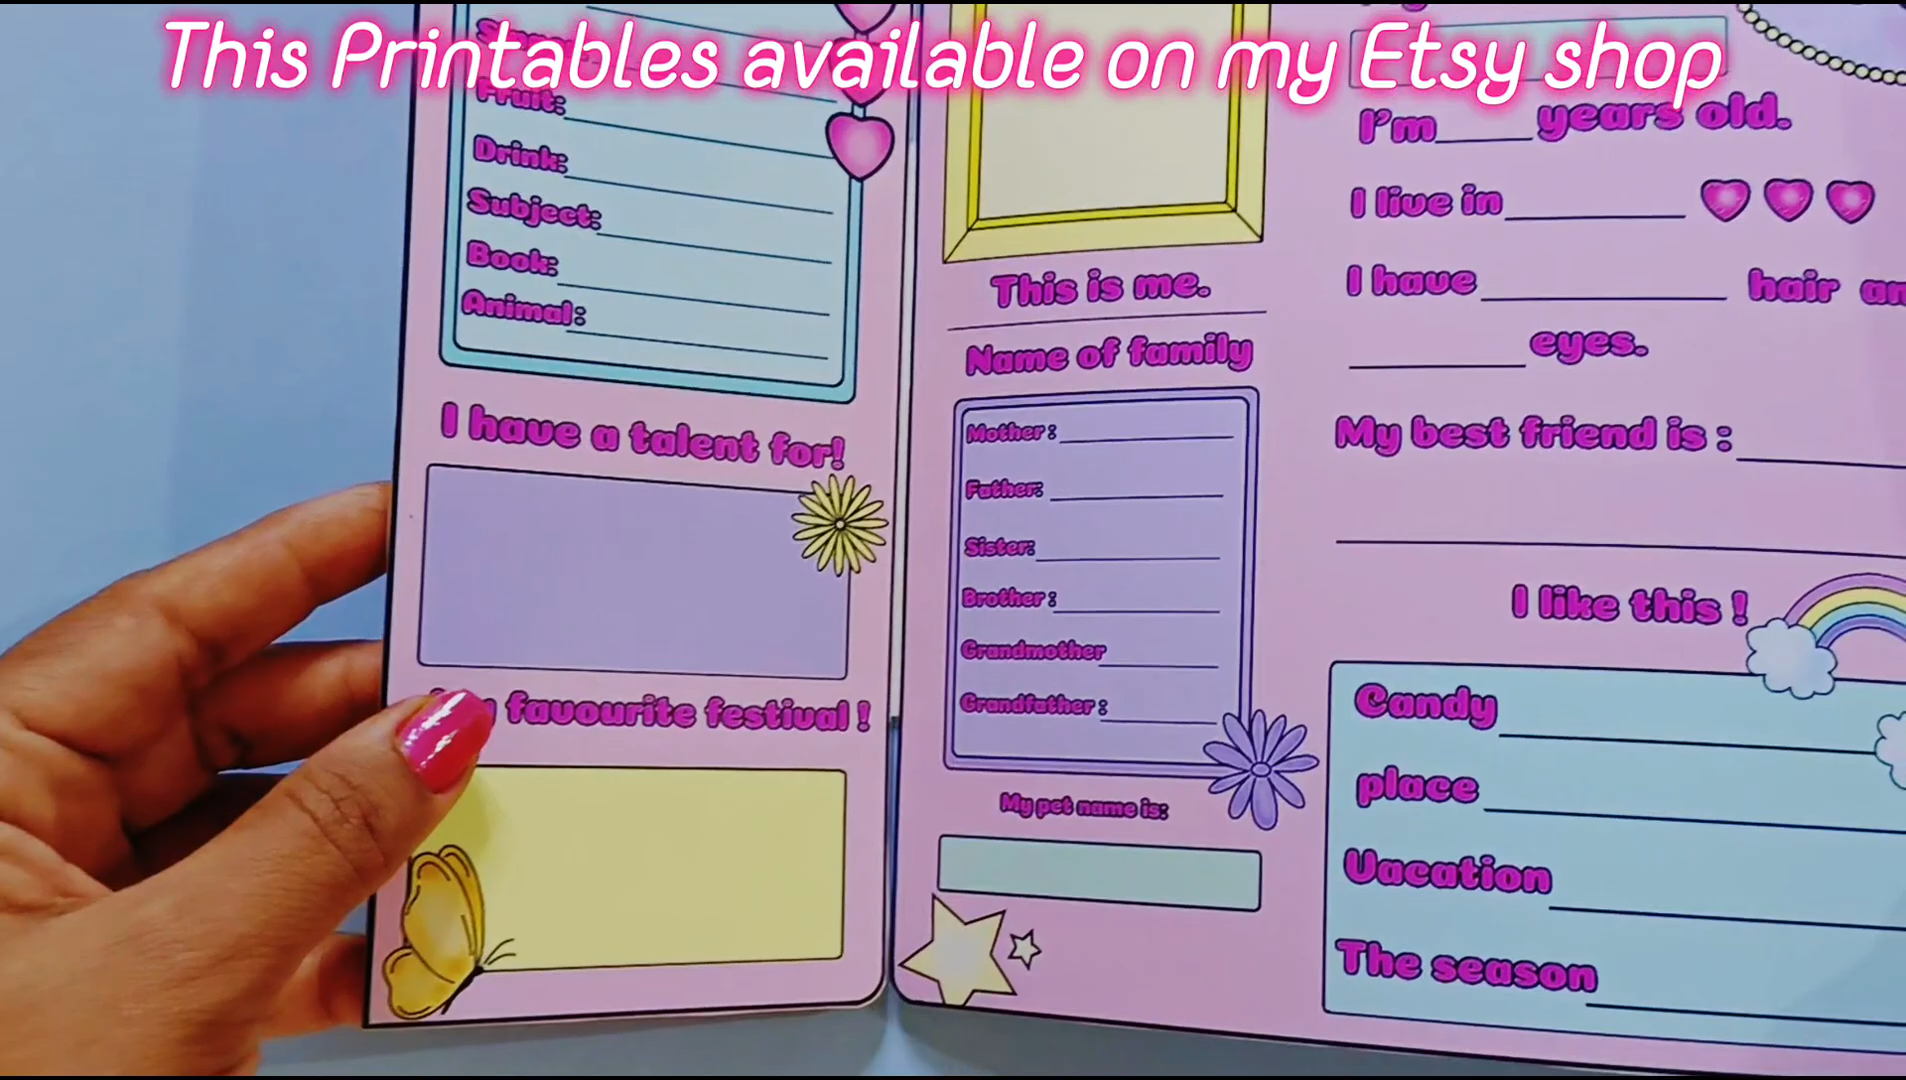 This Printables available on my Etsy shop
Fruit:
Drink:
Subject:
Book:
Animal:
I have a talent for!
favourite festival !
This is me.
Name of family
Mother :
Father:
Sister:
Brother :
Grandmother
Grandfather :
My pet name is:
I'm years old.
I live in
I have hair
eyes.
My best friend is :
I like this !
Candy
place
Vacation
The season